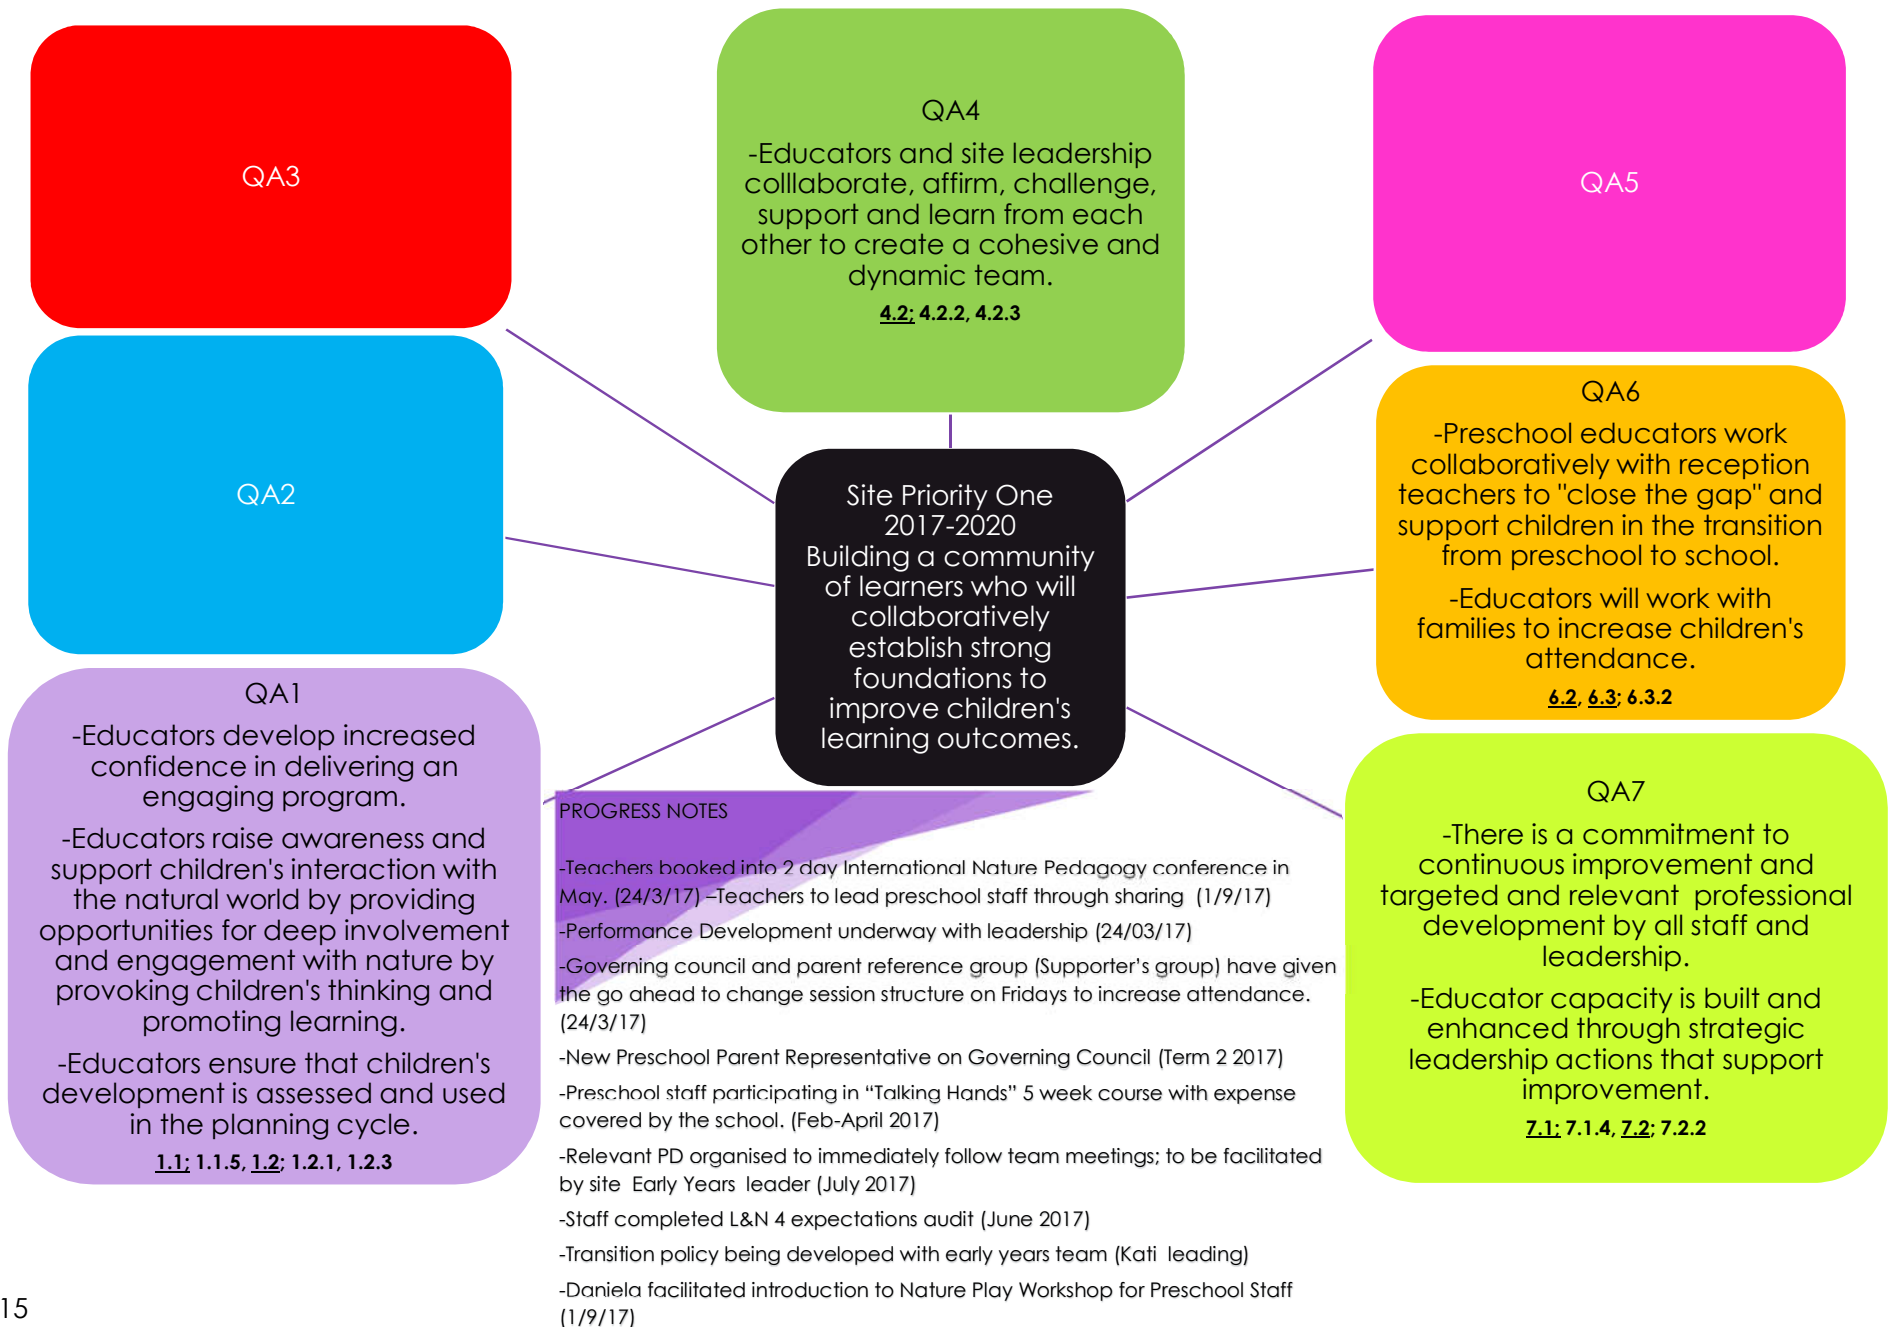 QA3
QA4
-Educators and site leadership
colllaborate, affirm, challenge,
support and learn from each
other to create a cohesive and
dynamic team.
4.2; 4.2.2, 4.2.3
QA5
QA2
Site Priority One
2017-2020
Building a community
of learners who will
collaboratively
establish strong
foundations to
improve children's
learning outcomes.
QA6
-Preschool educators work
collaboratively with reception
teachers to "close the gap" and
support children in the transition
from preschool to school.
-Educators will work with
families to increase children's
attendance.
6.2, 6.3; 6.3.2
QA1
-Educators develop increased
confidence in delivering an
engaging program.
-Educators raise awareness and
support children's interaction with
the natural world by providing
opportunities for deep involvement
and engagement with nature by
provoking children's thinking and
promoting learning.
-Educators ensure that children's
development is assessed and used
in the planning cycle.
1.1; 1.1.5, 1.2; 1.2.1, 1.2.3
PROGRESS NOTES
-Teachers booked into 2 day International Nature Pedagogy conference in
May. (24/3/17) –Teachers to lead preschool staff through sharing (1/9/17)
-Performance Development underway with leadership (24/03/17)
-Governing council and parent reference group (Supporter’s group) have given
the go ahead to change session structure on Fridays to increase attendance.
(24/3/17)
-New Preschool Parent Representative on Governing Council (Term 2 2017)
-Preschool staff participating in “Talking Hands” 5 week course with expense
covered by the school. (Feb-April 2017)
-Relevant PD organised to immediately follow team meetings; to be facilitated
by site Early Years leader (July 2017)
-Staff completed L&N 4 expectations audit (June 2017)
-Transition policy being developed with early years team (Kati leading)
-Daniela facilitated introduction to Nature Play Workshop for Preschool Staff
(1/9/17)
QA7
-There is a commitment to
continuous improvement and
targeted and relevant professional
development by all staff and
leadership.
-Educator capacity is built and
enhanced through strategic
leadership actions that support
improvement.
7.1; 7.1.4, 7.2; 7.2.2
15